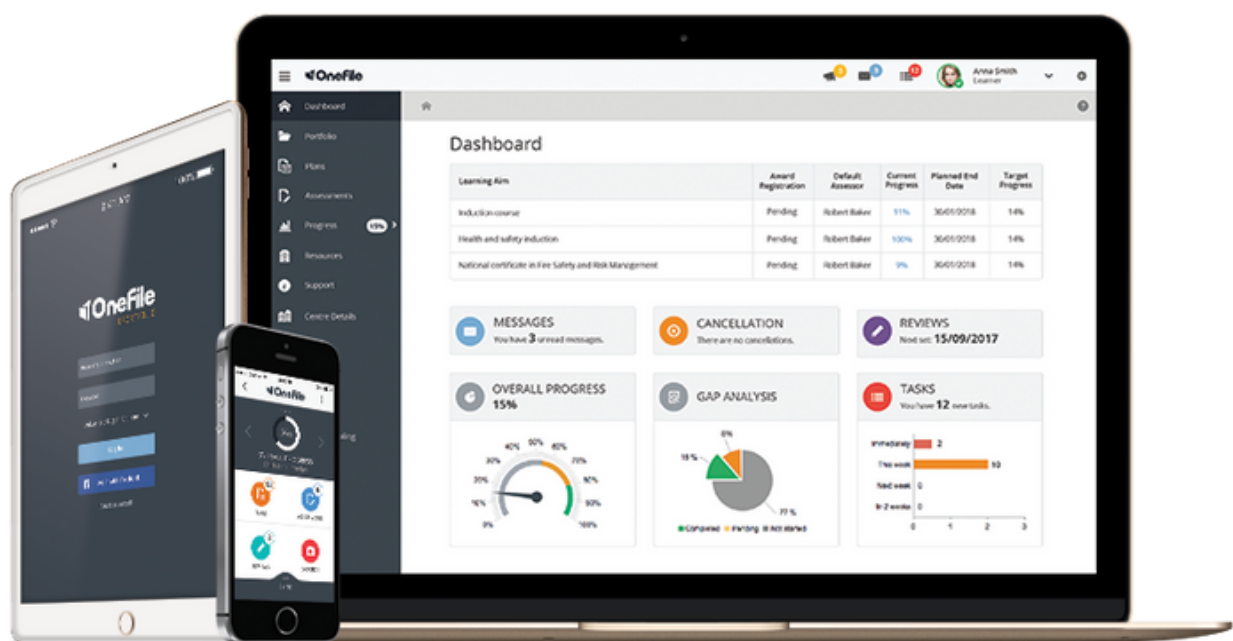 OneFile
3
3
12
Anna Smith
Learner
Dashboard
Portfolio
Plans
Assessments
Progress 15%
Resources
Support
Centre Details
Dashboard
Learning Aim
Award Registration
Default Assessor
Current Progress
Planned End Date
Target Progress
Induction course Pending Robert Baker 91% 30/01/2018 14%
Health and safety induction Pending Robert Baker 100% 30/01/2018 14%
National certificate in Fire Safety and Risk Management Pending Robert Baker 9% 30/01/2018 14%
MESSAGES
You have 3 unread messages.
CANCELLATION
There are no cancellations.
REVIEWS
Next set: 15/09/2017
OVERALL PROGRESS
15%
0%
10%
20%
30%
40%
50%
60%
70%
80%
90%
100%
GAP ANALYSIS
77 %
Completed Pending Not started
TASKS
You have 12 new tasks.
Immediately 2
This week 10
Next week 0
In 2 weeks 0
0 1 2 3
100%
OneFile
OneFile